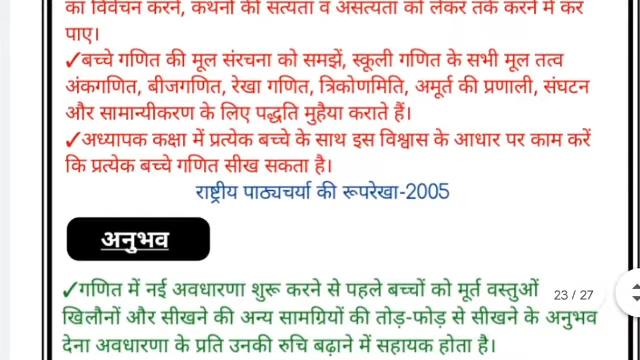 का विवेचन करने, कथनों की सत्यता व असत्यता को लेकर तर्क करने में कर
पाए।
✓बच्चे गणित की मूल संरचना को समझें, स्कूली गणित के सभी मूल तत्व
अंकगणित, बीजगणित, रेखा गणित, त्रिकोणमिति, अमूर्त की प्रणाली, संघटन
और सामान्यीकरण के लिए पद्धति मुहैया कराते हैं।
✓अध्यापक कक्षा में प्रत्येक बच्चे के साथ इस विश्वास के आधार पर काम करें
कि प्रत्येक बच्चे गणित सीख सकता है।
राष्ट्रीय पाठ्यचर्या की रूपरेखा-2005
अनुभव
✓गणित में नई अवधारणा शुरू करने से पहले बच्चों को मूर्त वस्तुओं
23 / 27
खिलौनों और सीखने की अन्य सामग्रियों की तोड़-फोड़ से सीखने के अनुभव
देना अवधारणा के प्रति उनकी रुचि बढ़ाने में सहायक होता है।